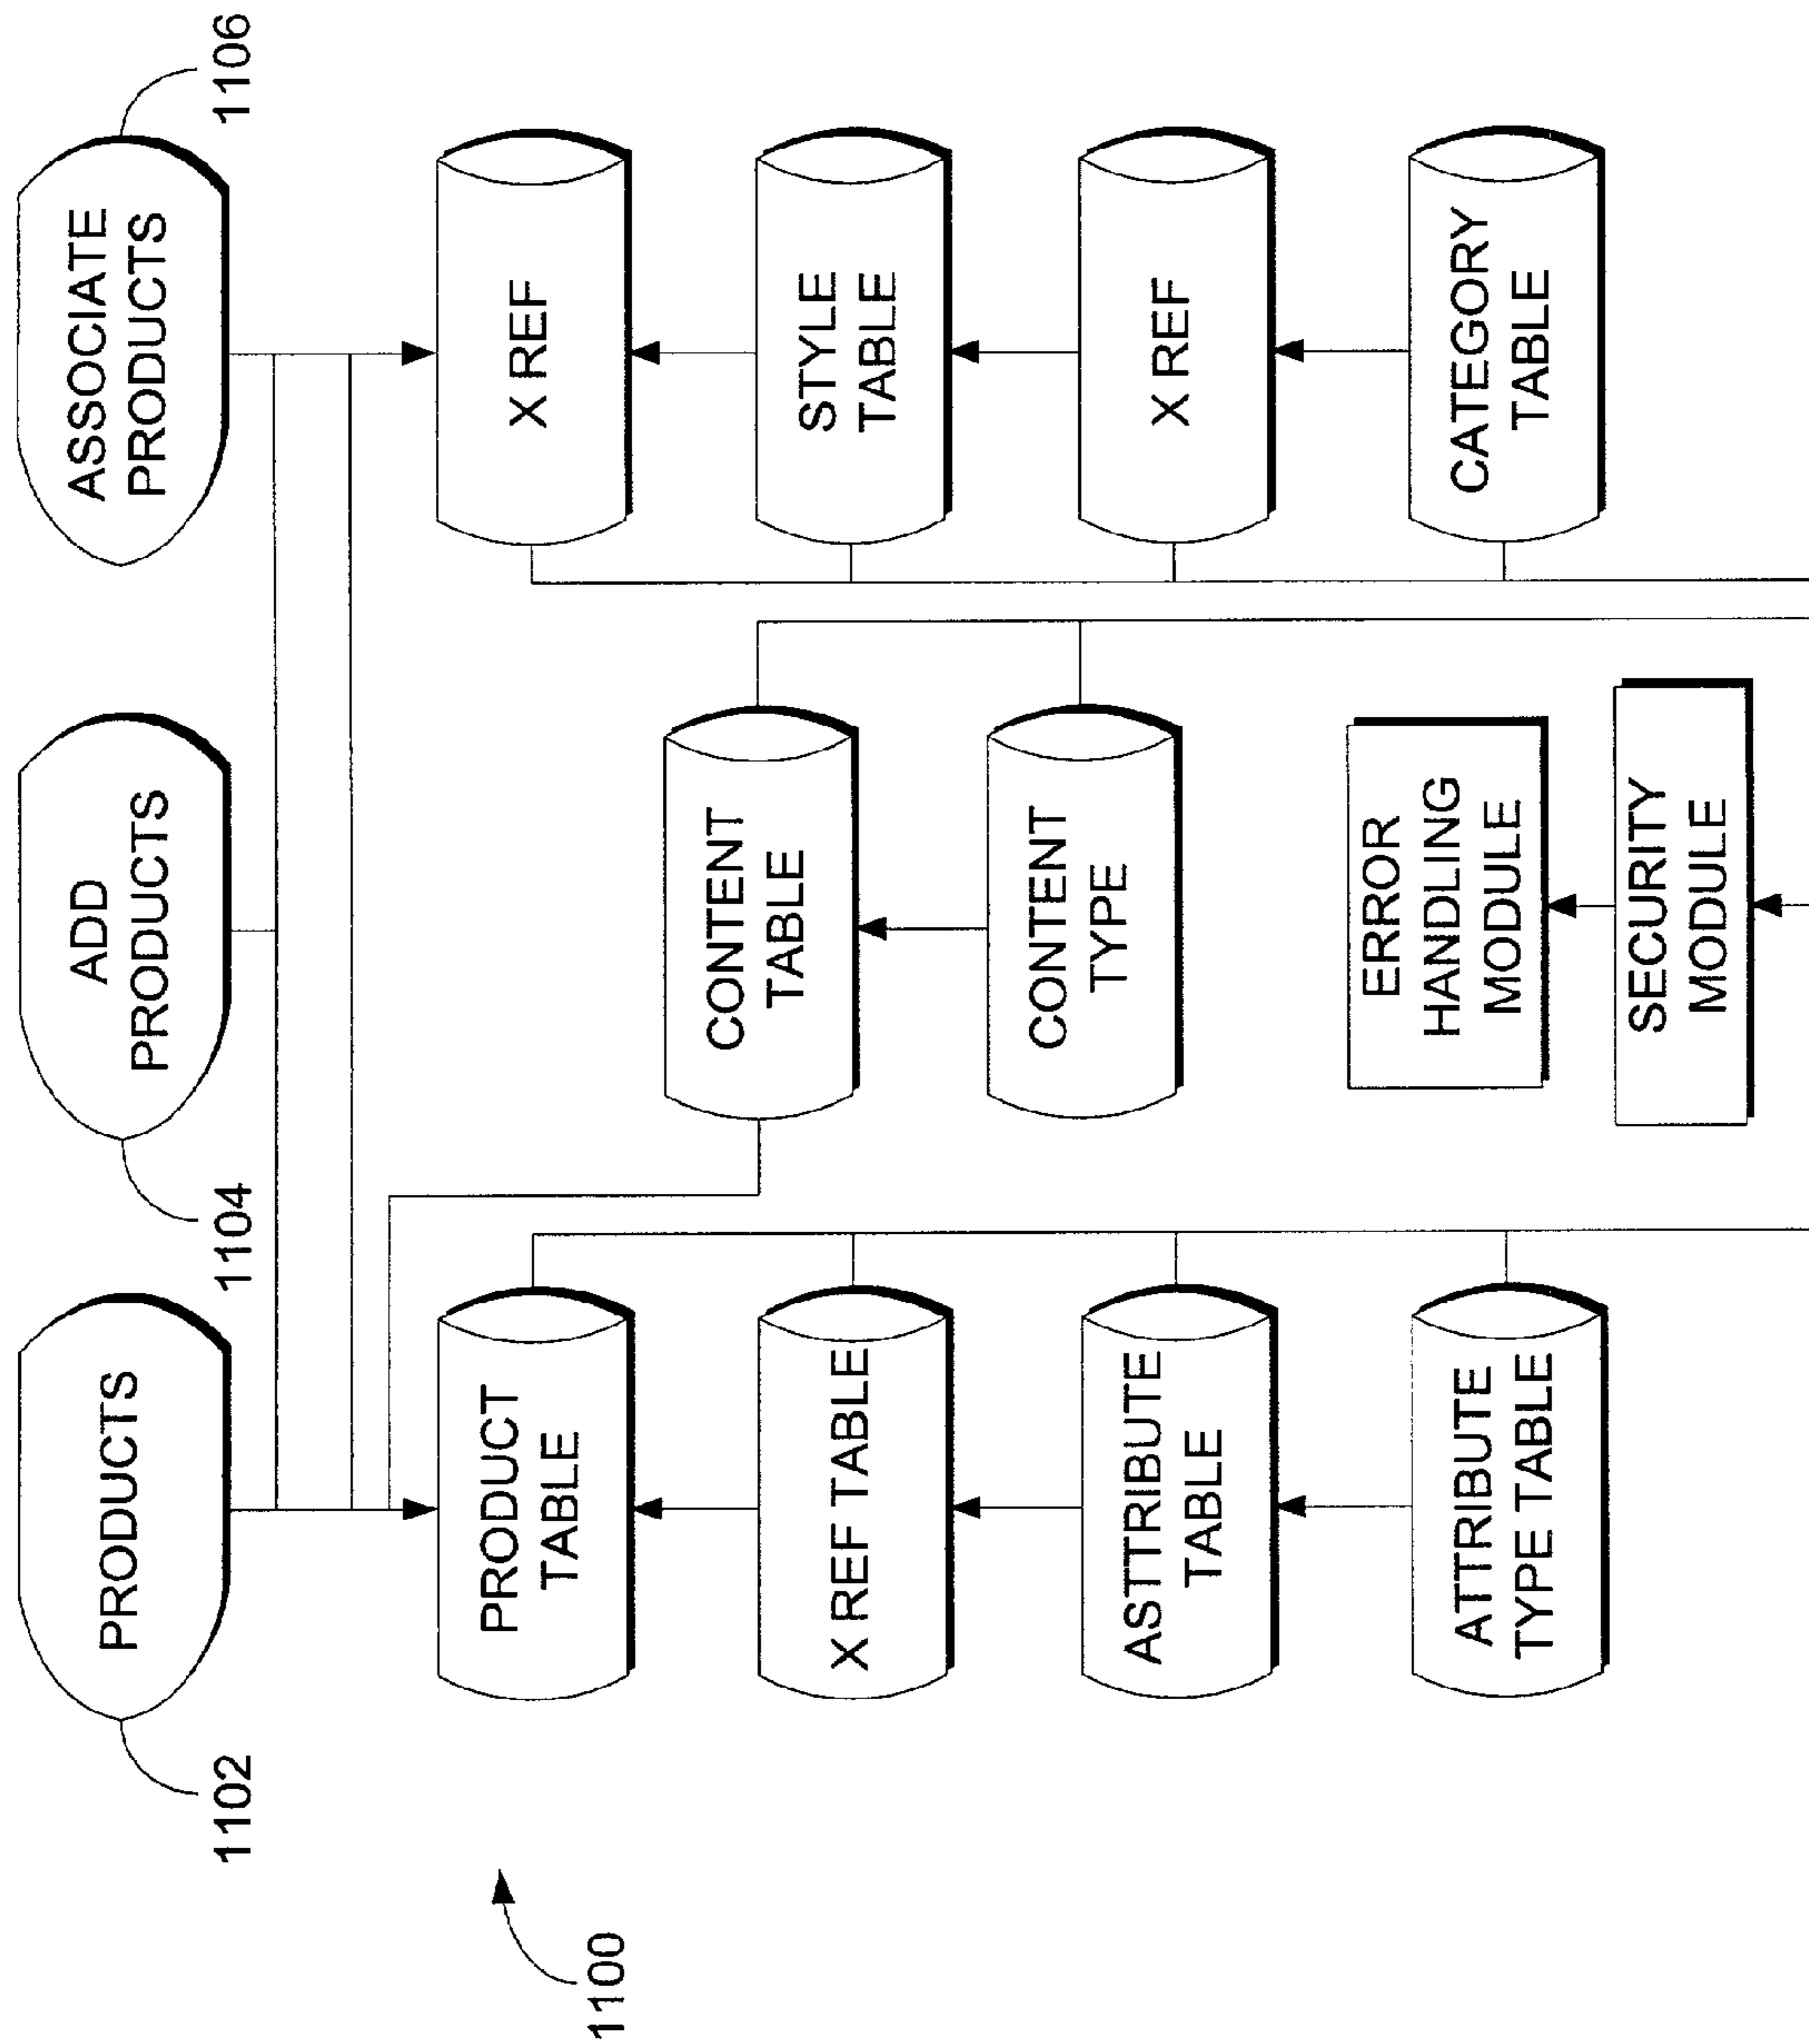 PRODUCTS
ADD
PRODUCTS
ASSOCIATE
PRODUCTS
1102
1104
1106
1100
PRODUCT
TABLE
X REF
CONTENT
TABLE
X REF TABLE
STYLE
TABLE
CONTENT
TYPE
ASTTRIBUTE
TABLE
X REF
ERROR
HANDLING
MODULE
ATTRIBUTE
TYPE TABLE
CATEGORY
TABLE
SECURITY
MODULE